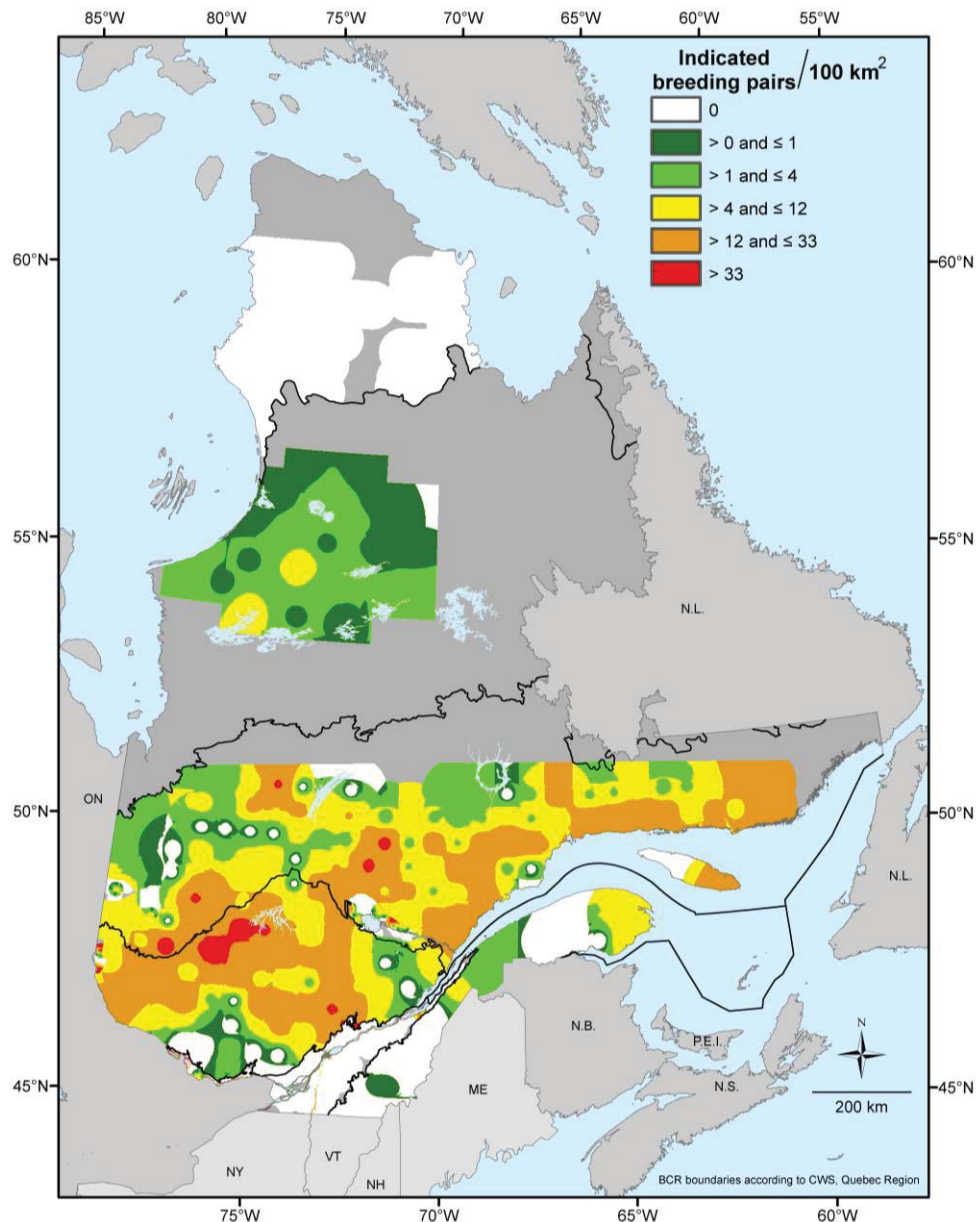 85°W 80°W 75°W 70°W 65°W 60°W 55°W
Indicated
breeding pairs/100 km²
0
> 0 and ≤ 1
> 1 and ≤ 4
> 4 and ≤ 12
> 12 and ≤ 33
> 33
60°N 60°N
55°N 55°N
N.L.
ON
50°N 50°N
N.L.
N.B.
P.E.I.
N
45°N 45°N
ME
N.S.
200 km
VT
NY
NH
BCR boundaries according to CWS, Quebec Region
75°W 70°W 65°W 60°W